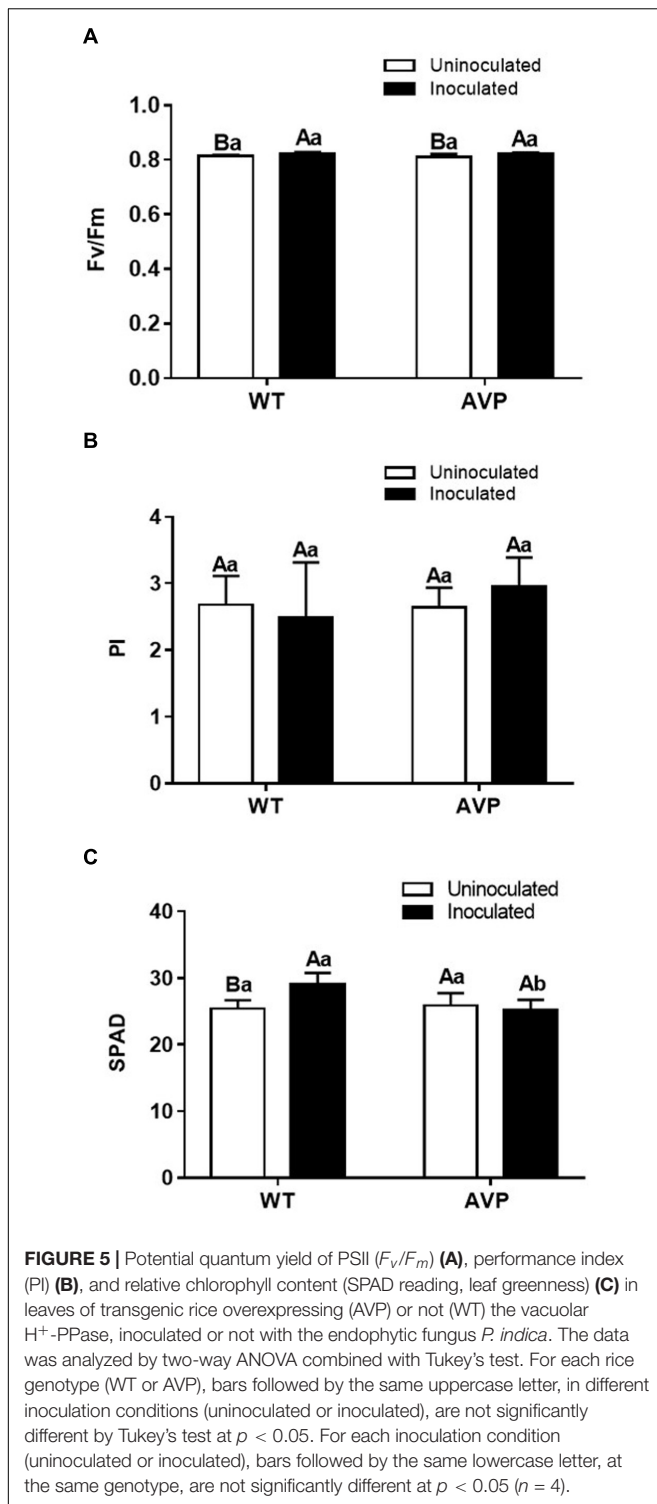 A
Uninoculated
Inoculated
Fv/Fm
1.0
0.8
0.6
0.4
0.2
0.0
Ba
Aa
Ba
Aa
WT
AVP
B
Uninoculated
Inoculated
PI
4
3
2
1
0
Aa
Aa
Aa
Aa
WT
AVP
C
Uninoculated
Inoculated
SPAD
40
30
20
10
0
Ba
Aa
Aa
Ab
WT
AVP
FIGURE 5 | Potential quantum yield of PSII (Fv/Fm) (A), performance index
(PI) (B), and relative chlorophyll content (SPAD reading, leaf greenness) (C) in
leaves of transgenic rice overexpressing (AVP) or not (WT) the vacuolar
H+-PPase, inoculated or not with the endophytic fungus P. indica. The data
was analyzed by two-way ANOVA combined with Tukey's test. For each rice
genotype (WT or AVP), bars followed by the same uppercase letter, in different
inoculation conditions (uninoculated or inoculated), are not significantly
different by Tukey's test at p < 0.05. For each inoculation condition
(uninoculated or inoculated), bars followed by the same lowercase letter, at
the same genotype, are not significantly different at p < 0.05 (n = 4).